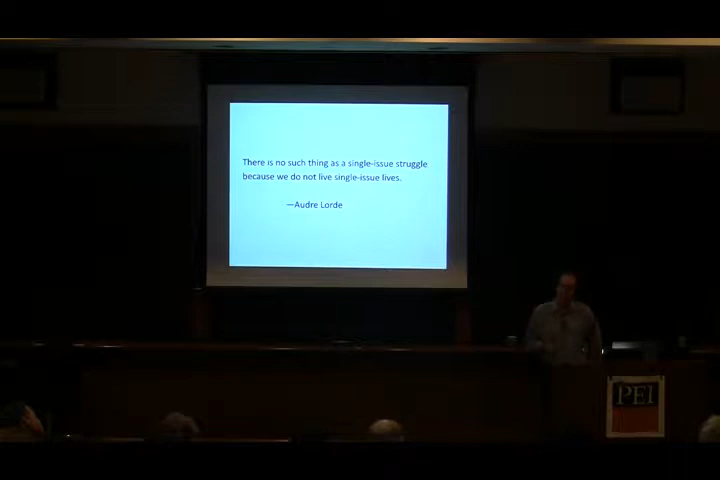 There is no such thing as a single-issue struggle
because we do not live single-issue lives.
—Audre Lorde
PEI